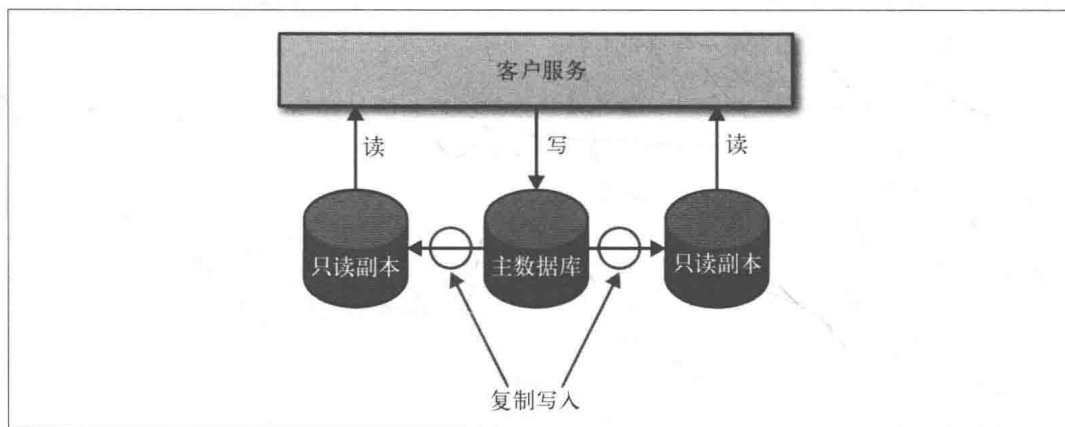 客户服务
读
写
读
只读副本
主数据库
只读副本
复制写入